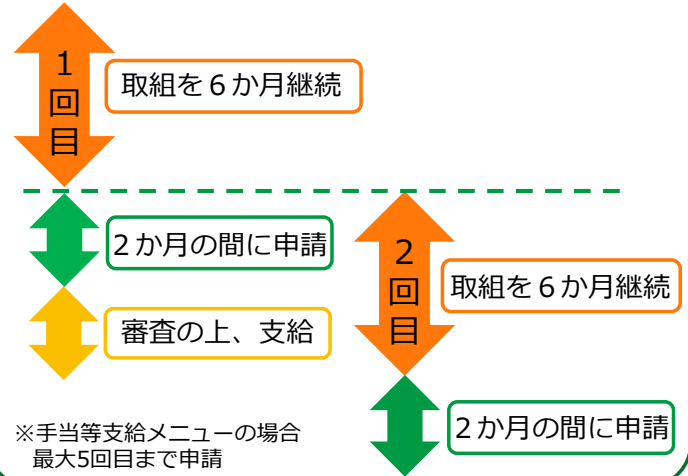 1回目
取組を６か月継続
２か月の間に申請
審査の上、支給
2回目
取組を６か月継続
２か月の間に申請
※手当等支給メニューの場合
最大5回目まで申請